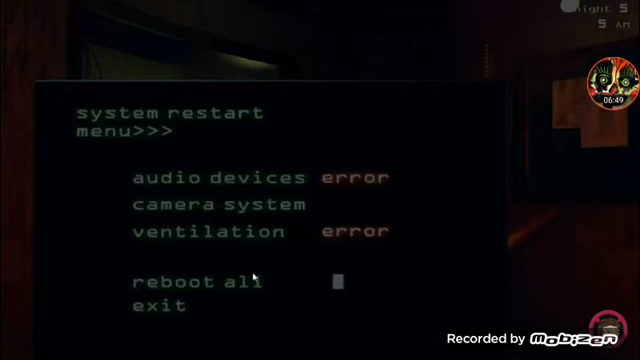 night 5
5 AM
06:49
system restart
menu>>>
audio devices error
camera system
ventilation error
reboot all
exit
Recorded by Mobizen